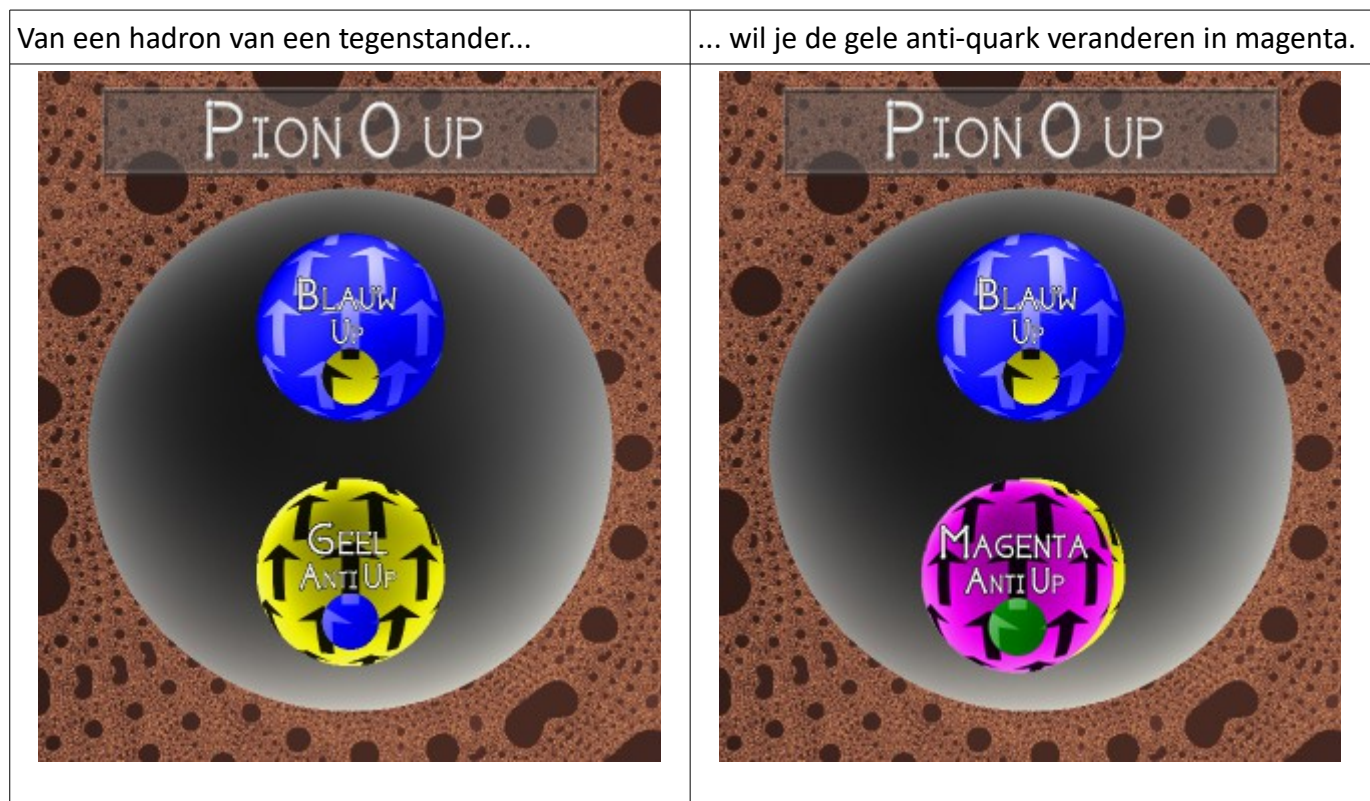 Van een hadron van een tegenstander...
... wil je de gele anti-quark veranderen in magenta.
PION 0 UP
BLAUW
UP
GEEL
ANTI UP
PION 0 UP
BLAUW
UP
MAGENTA
ANTI UP